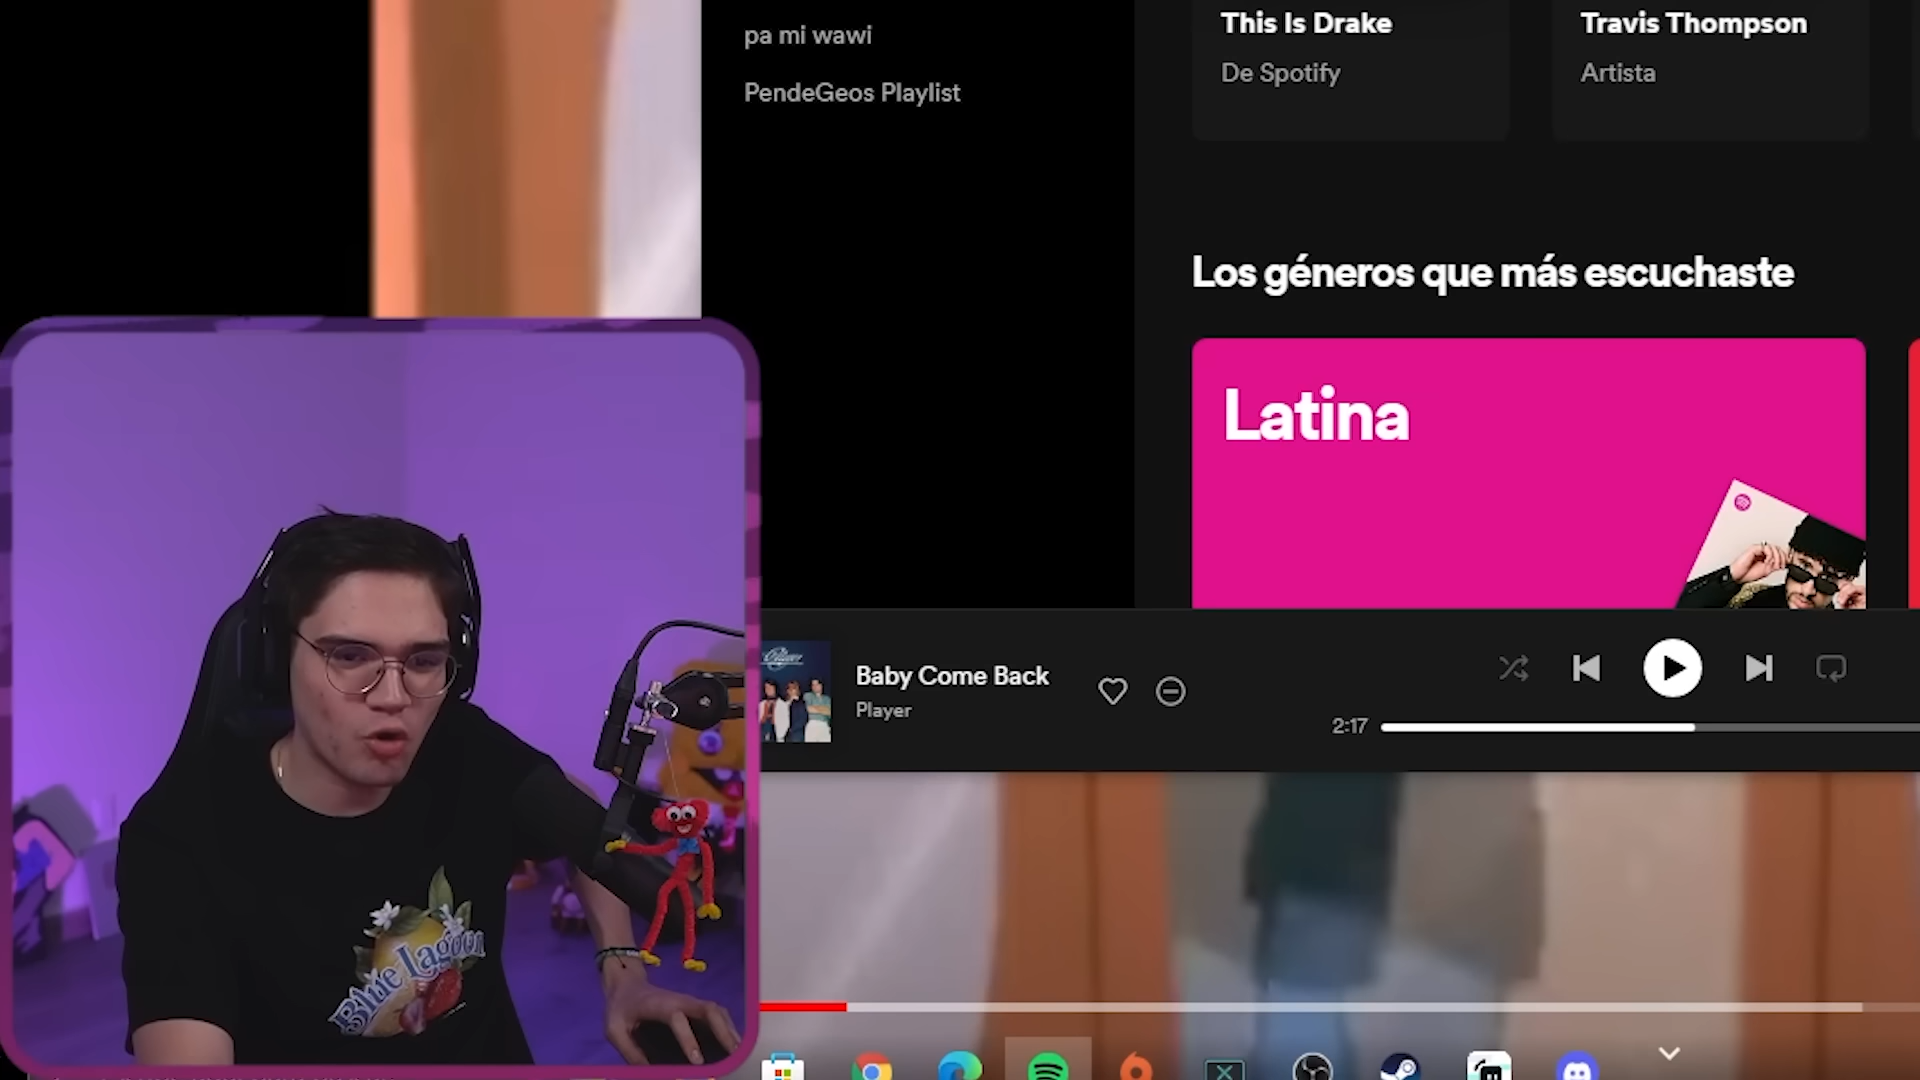 pa mi wawi
PendeGeos Playlist
This Is Drake
De Spotify
Travis Thompson
Artista
Los géneros que más escuchaste
Latina
Baby Come Back
Player
2:17
Player
Blue Lagoon